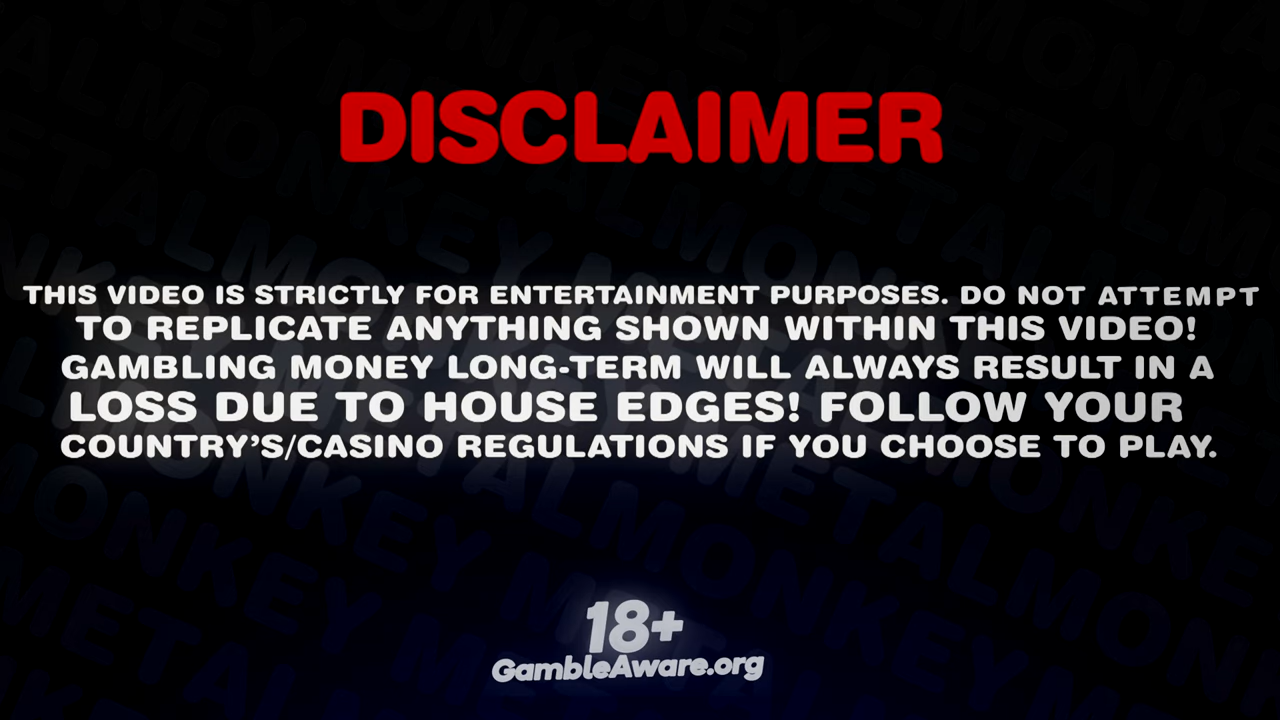 DISCLAIMER
THIS VIDEO IS STRICTLY FOR ENTERTAINMENT PURPOSES. DO NOT ATTEMPT
TO REPLICATE ANYTHING SHOWN WITHIN THIS VIDEO!
GAMBLING MONEY LONG-TERM WILL ALWAYS RESULT IN A
LOSS DUE TO HOUSE EDGES! FOLLOW YOUR
COUNTRY'S/CASINO REGULATIONS IF YOU CHOOSE TO PLAY.
18+
GambleAware.org